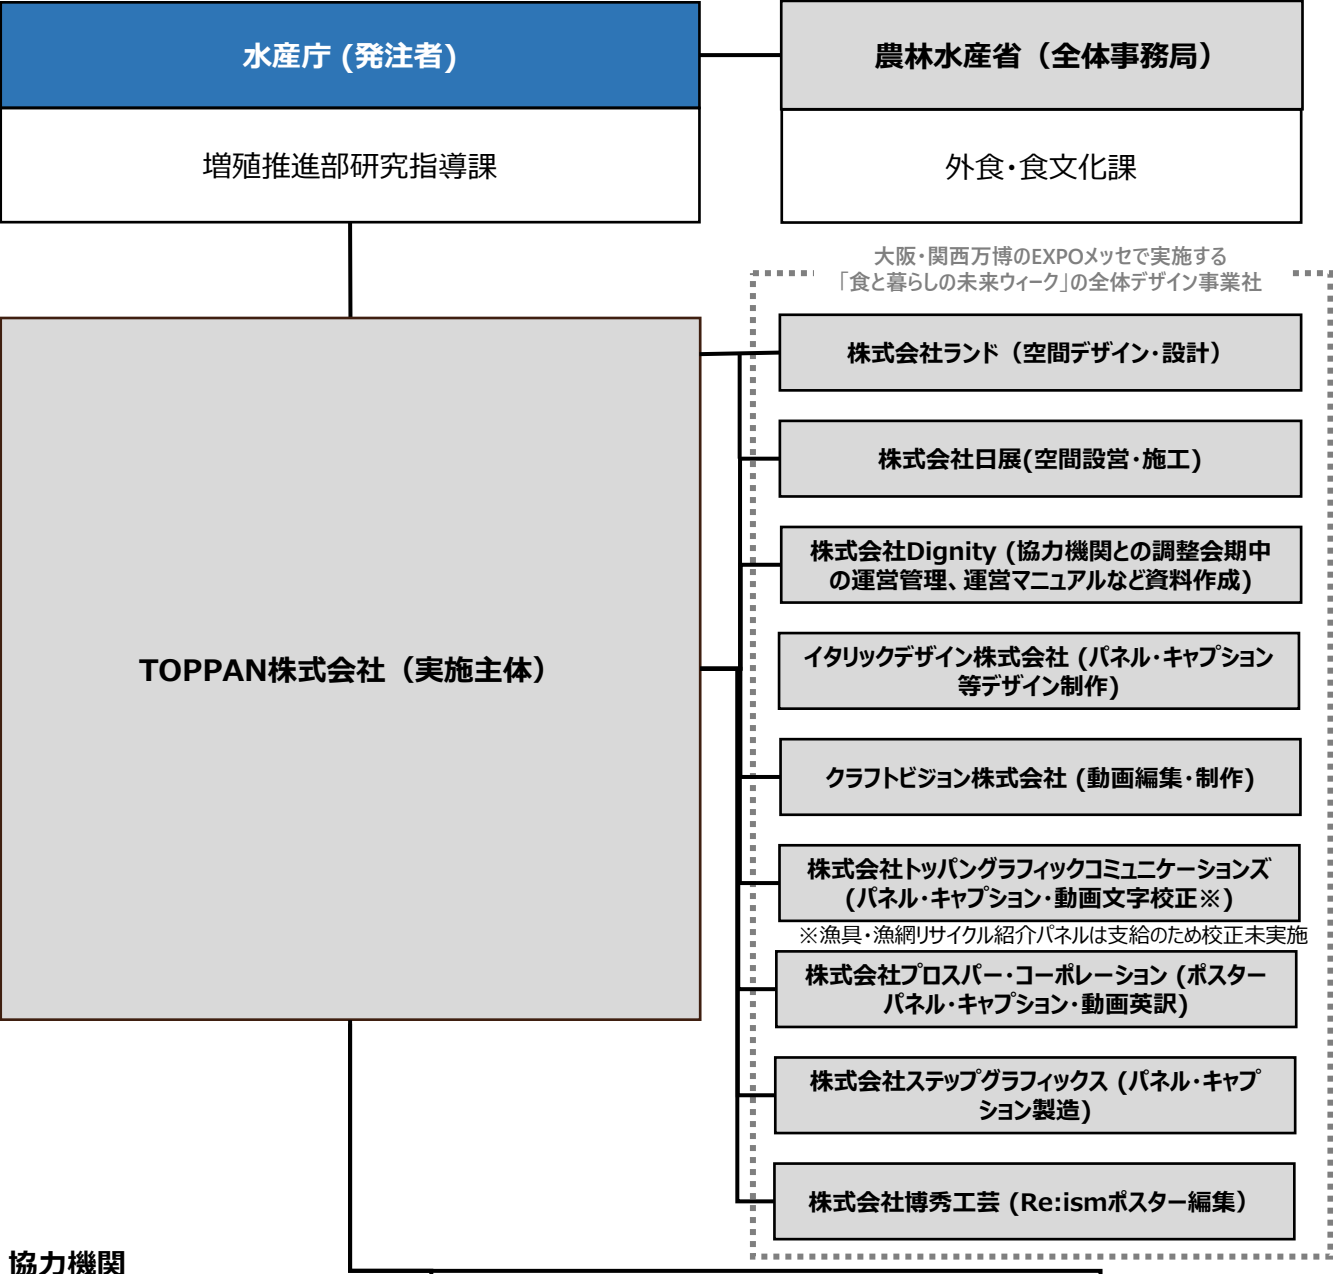 水産庁 (発注者)
農林水産省（全体事務局）
増殖推進部研究指導課
外食・食文化課
大阪・関西万博のEXPOメッセで実施する
「食と暮らしの未来ウィーク」の全体デザイン事業社
TOPPAN株式会社（実施主体）
株式会社ランド（空間デザイン・設計）
株式会社日展(空間設営・施工)
株式会社Dignity (協力機関との調整会期中
の運営管理、運営マニュアルなど資料作成)
イタリックデザイン株式会社 (パネル・キャプション
等デザイン制作)
クラフトビジョン株式会社 (動画編集・制作)
株式会社トッパングラフィックコミュニケーションズ
(パネル・キャプション・動画文字校正※)
※漁具・漁網リサイクル紹介パネルは支給のため校正未実施
株式会社プロスパー・コーポレーション (ポスター
パネル・キャプション・動画英訳)
株式会社ステップグラフィックス (パネル・キャプ
ション製造)
株式会社博秀工芸 (Re:ismポスター編集）
協力機関